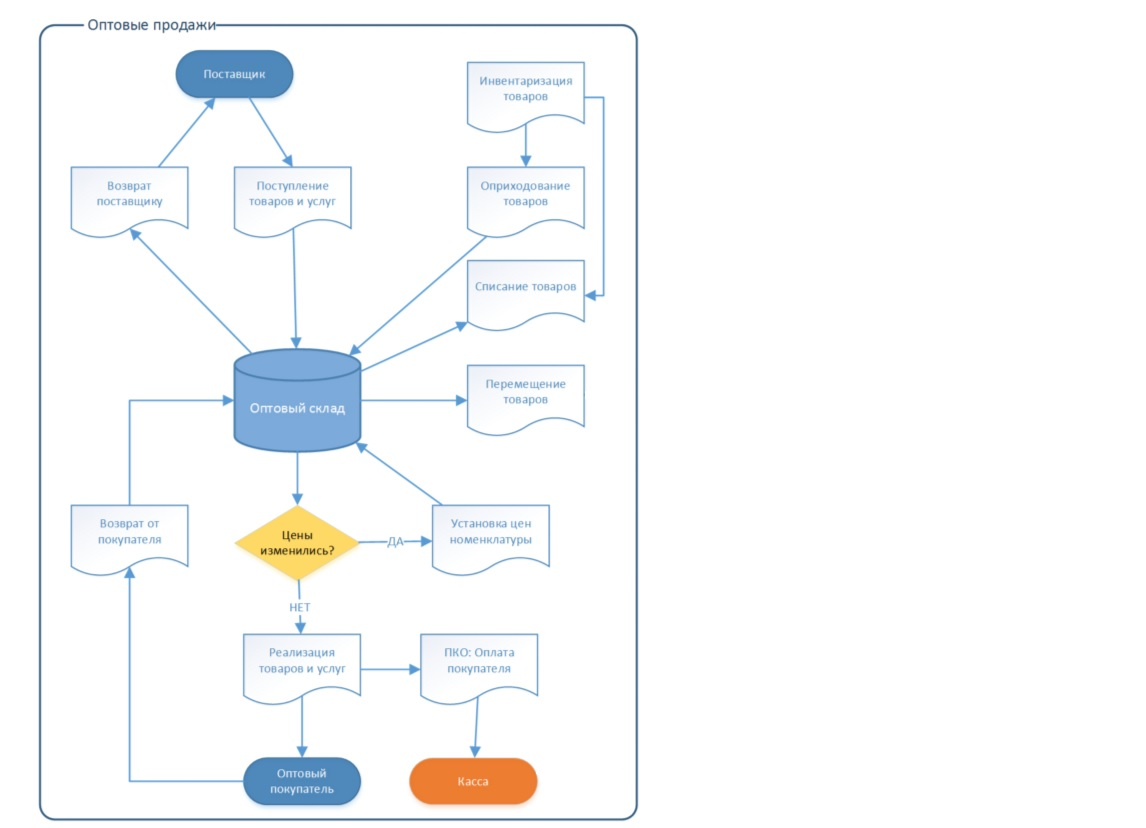 Оптовые продажи
Поставщик
Инвентаризация
товаров
Возврат
поставщику
Поступление
товаров и услуг
Оприходование
товаров
Списание товаров
Перемещение
товаров
Оптовый склад
Возврат от
покупателя
Цены
изменились?
ДА
Установка цен
номенклатуры
НЕТ
Реализация
товаров и услуг
ПКО: Оплата
покупателя
Оптовый
покупатель
Касса